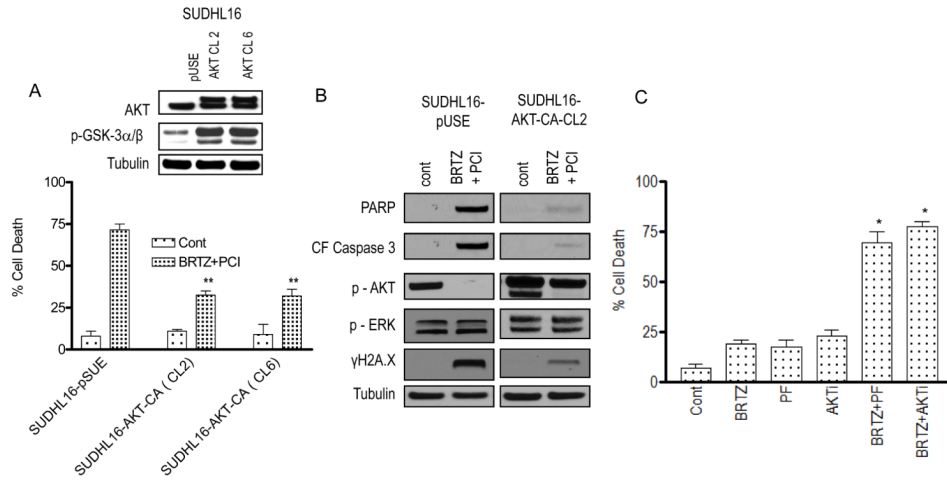 SUDHL16
pUSE
AKT CL 2
AKT CL 6
A
AKT
p-GSK-3α/β
Tubulin
100
75
50
25
0
% Cell Death
Cont
BRTZ+PCI
**
**
SUDHL16-pSUE
SUDHL16-AKT-CA ( CL2)
SUDHL16-AKT-CA ( CL6)
B
SUDHL16-
pUSE
SUDHL16-
AKT-CA-CL2
cont
BRTZ
+ PCI
cont
BRTZ
+ PCI
PARP
CF Caspase 3
p - AKT
p - ERK
γH2A.X
Tubulin
C
100
75
50
25
0
% Cell Death
*
*
Cont
BRTZ
PF
AKTi
BRTZ+PF
BRTZ+AKTi